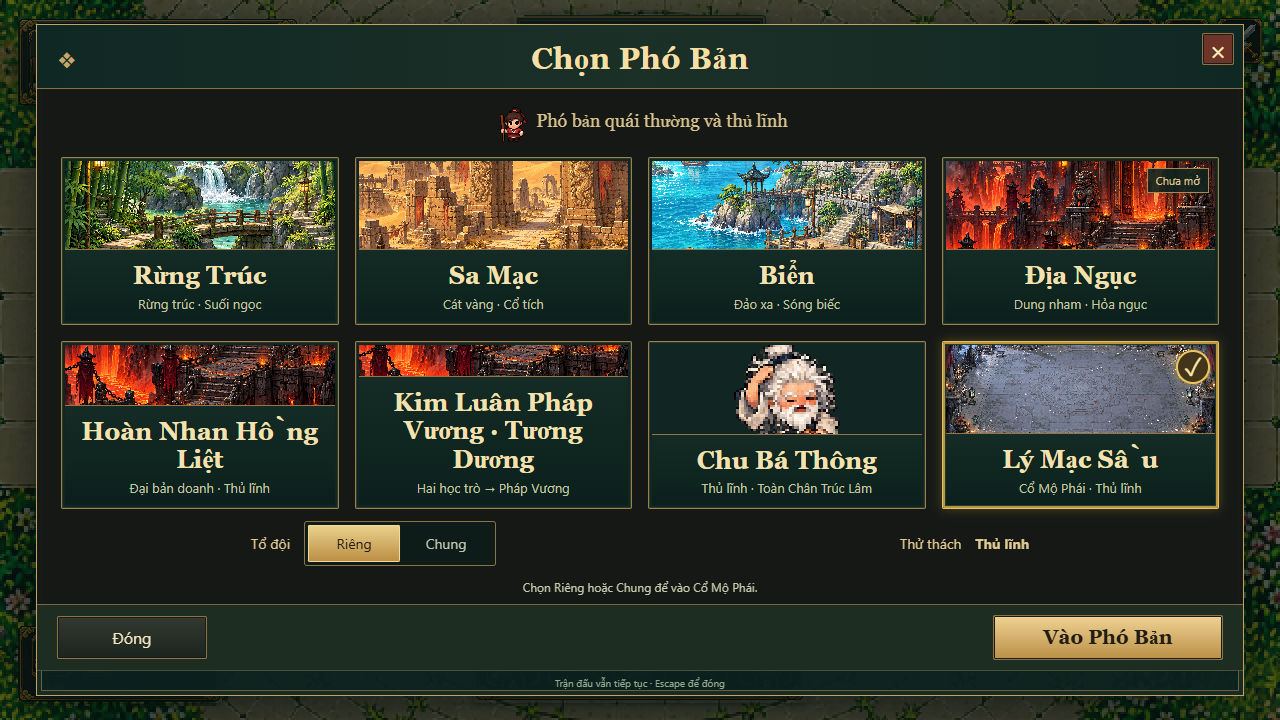 Chọn Phó Bản
Phó bản quái thường và thủ lĩnh
Rừng Trúc
Rừng trúc · Suối ngọc
Sa Mạc
Cát vàng · Cổ tích
Biển
Đảo xa · Sóng biếc
Chưa mở
Địa Ngục
Dung nham · Hỏa ngục
Hoàn Nhan Hồng
Liệt
Đại bản doanh · Thủ lĩnh
Kim Luân Pháp
Vương · Tương
Dương
Hai học trò → Pháp Vương
Chu Bá Thông
Thủ lĩnh · Toàn Chân Trúc Lâm
Lý Mạc Sầu
Cổ Mộ Phái · Thủ lĩnh
Tổ đội
Riêng
Chung
Thử thách
Thủ lĩnh
Chọn Riêng hoặc Chung để vào Cổ Mộ Phái.
Đóng
Vào Phó Bản
Trận đấu vẫn tiếp tục · Escape để đóng